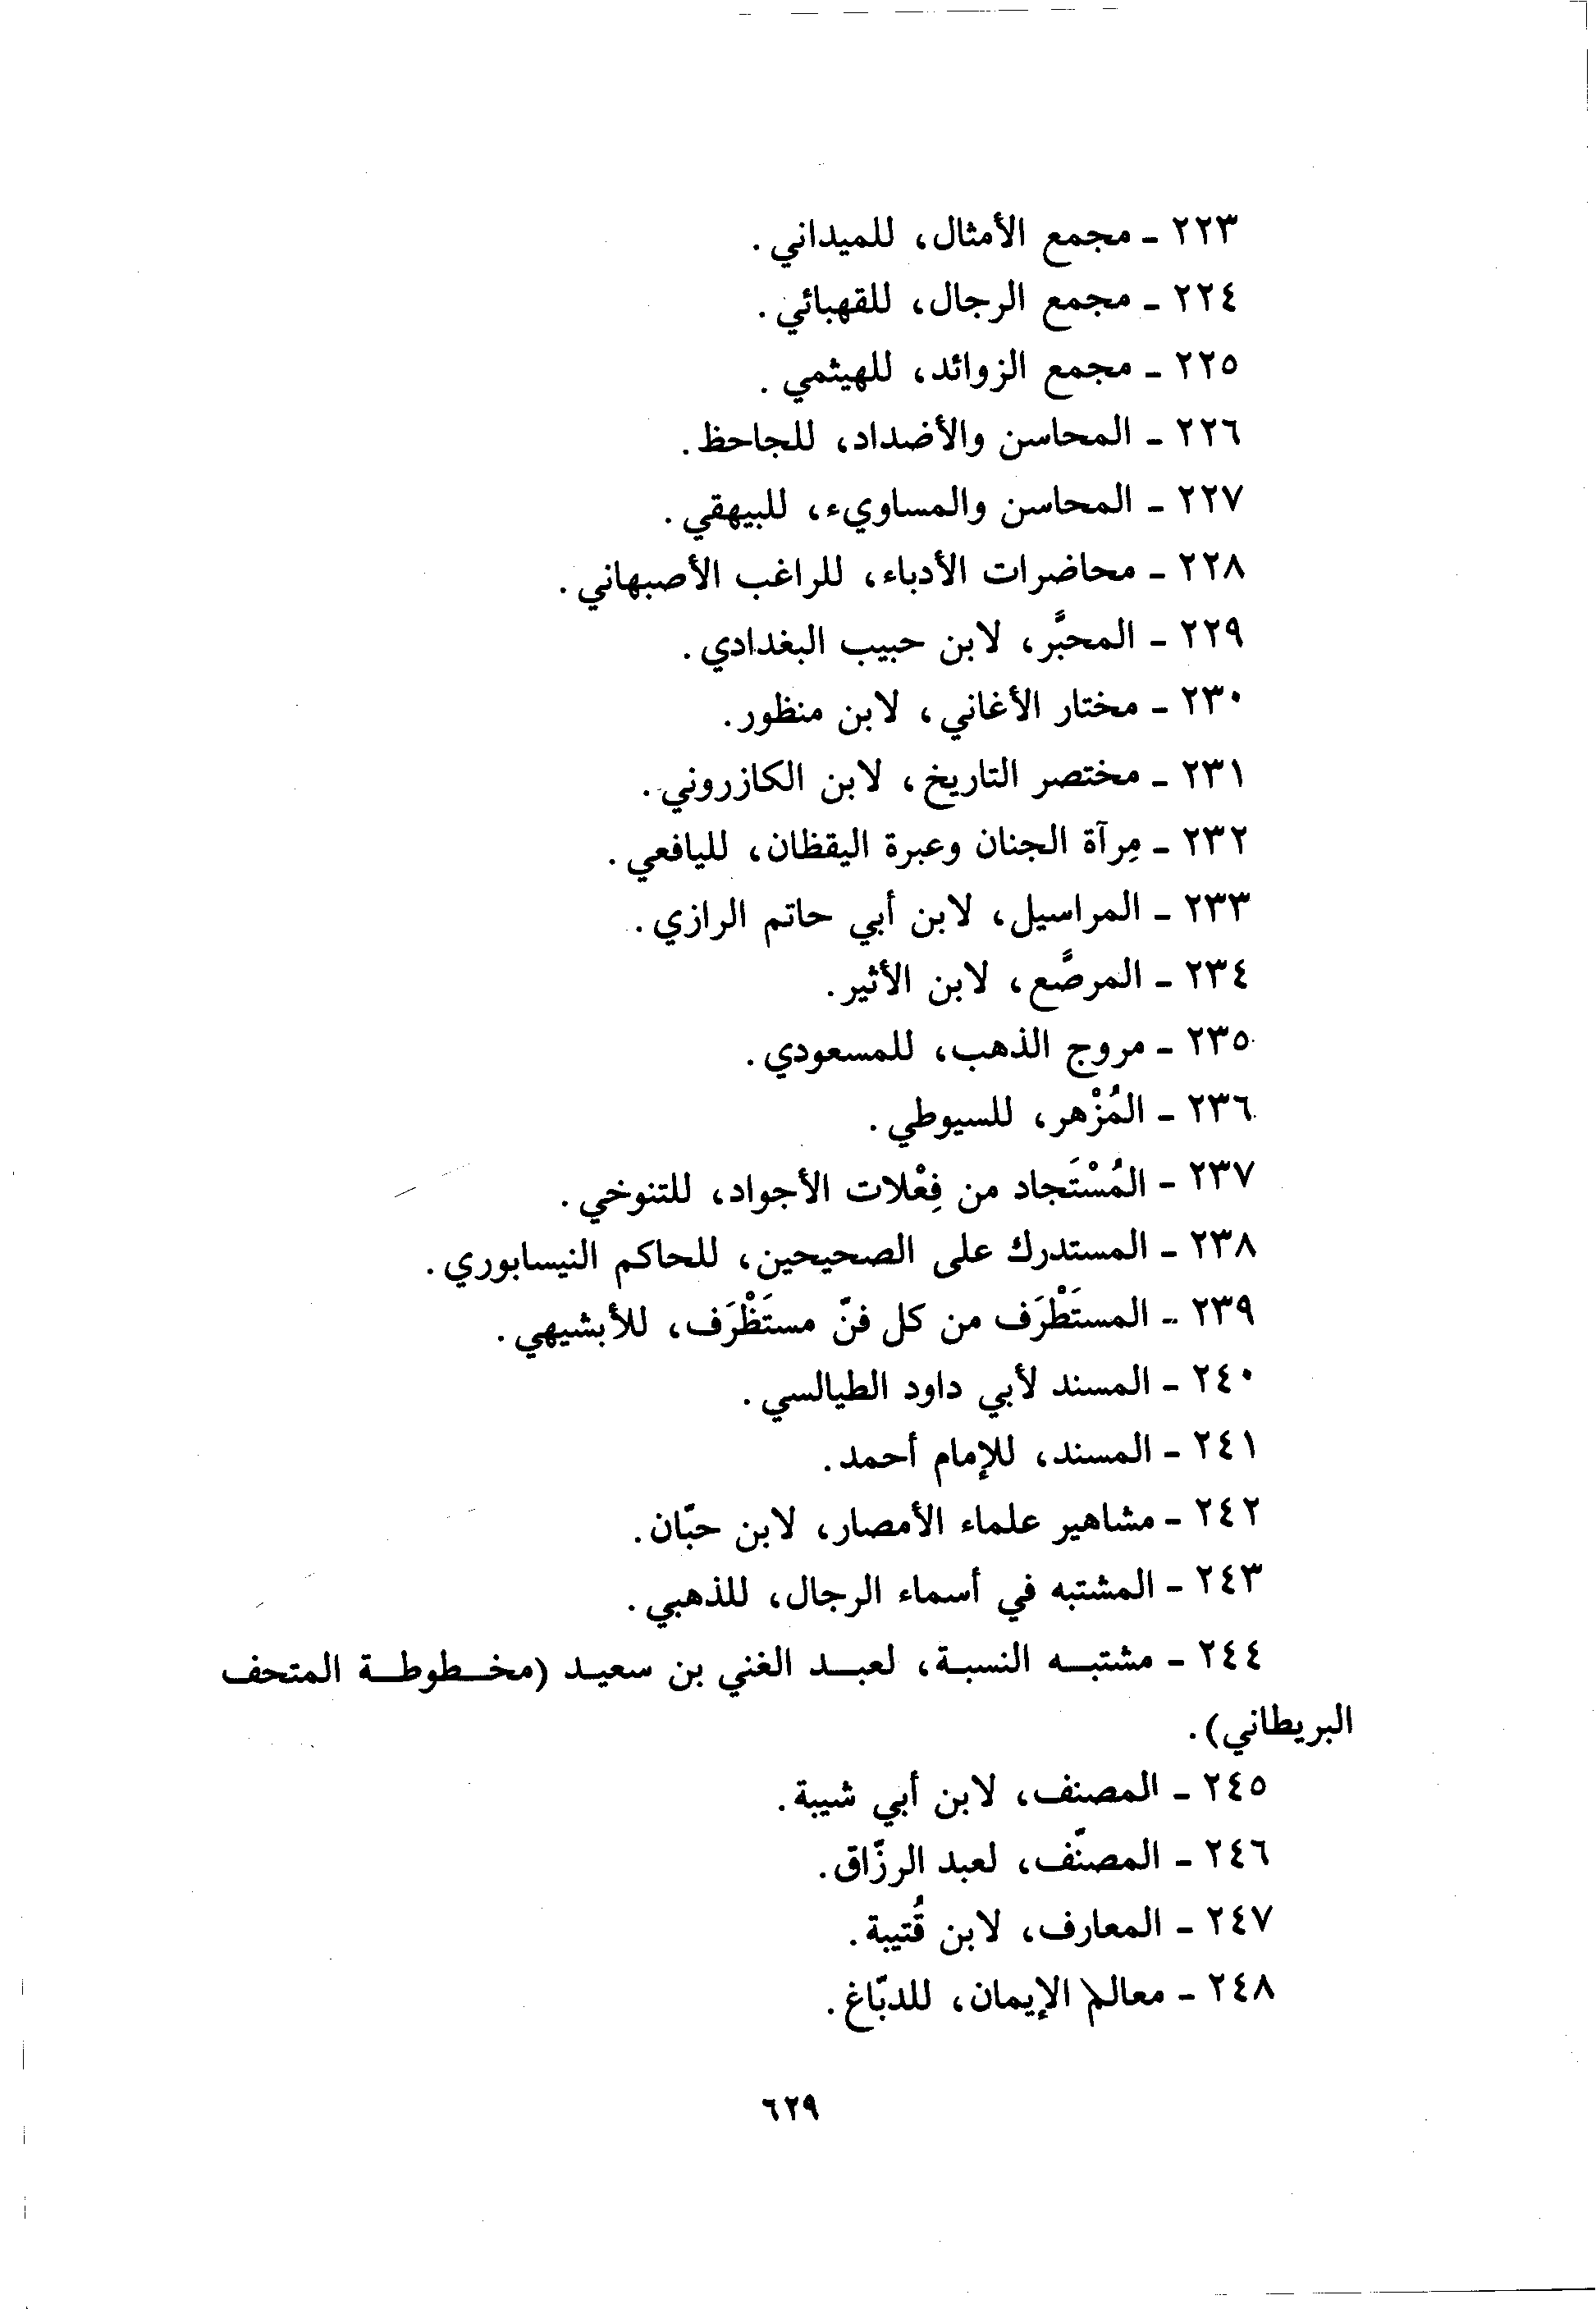 ٢٢٣ - مجمع الأمثال، للميداني.
٢٢٤ - مجمع الرجال، للقهبائي.
٢٢٥ - مجمع الزوائد، للهيثمي.
٢٢٦ - المحاسن والأضداد، للجاحظ.
٢٢٧ - المحاسن والمساويء، للبيهقي.
٢٢٨ - محاضرات الأدباء، للراغب الأصبهاني.
٢٢٩ - المحبَّر، لابن حبيب البغدادي.
٢٣٠ - مختار الأغاني، لابن منظور.
٢٣١ - مختصر التاريخ، لابن الكازروني.
٢٣٢ - مِرآة الجنان وعبرة اليقظان، لليافعي.
٢٣٣ - المراسيل، لابن أبي حاتم الرازي.
٢٣٤ - المرصَّع، لابن الأثير.
٢٣٥ - مروج الذهب، للمسعودي.
٢٣٦ - المُزْهر، للسيوطي.
٢٣٧ - المُسْتَجاد من فِعْلات الأجواد، للتنوخي.
٢٣٨ - المستدرك على الصحيحين، للحاكم النيسابوري.
٢٣٩ - المستَطْرَف من كل فنّ مستَظْرَف، للأبشيهي.
٢٤٠ - المسند لأبي داود الطيالسي.
٢٤١ - المسند، للإمام أحمد.
٢٤٢ - مشاهير علماء الأمصار، لابن حبّان.
٢٤٣ - المشتبه في أسماء الرجال، للذهبي.
٢٤٤ - مشتبـه النسبـة، لعبـد الغني بن سعيـد (مخـطوطـة المتحف
البريطاني).
٢٤٥ - المصنف، لابن أبي شيبة.
٢٤٦ - المصنّف، لعبد الرزّاق.
٢٤٧ - المعارف، لابن قُتيبة.
٢٤٨ - معالم الإيمان، للدبّاغ.
٦٢٩